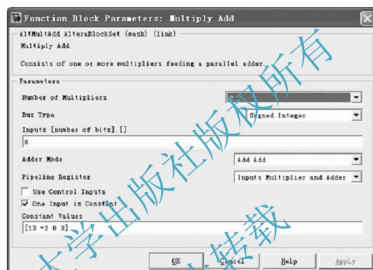 Function Block Parameters: Multiply Add
AltMultAdd AlteraBlockSet (mask) (link)
Multiply Add
Consists of one or more multipliers feeding a parallel adder.
Parameters
Number of Multipliers
Bus Type Signed Integer
Inputs [number of bits].[]
8
Adder Mode Add Add
Pipeline Register Inputs Multiplier and Adder
Use Control Inputs
One Input is Constant
Constant Values
[13 -2 0 3]
OK Cancel Help Apply
大学出版社版权所有
转载